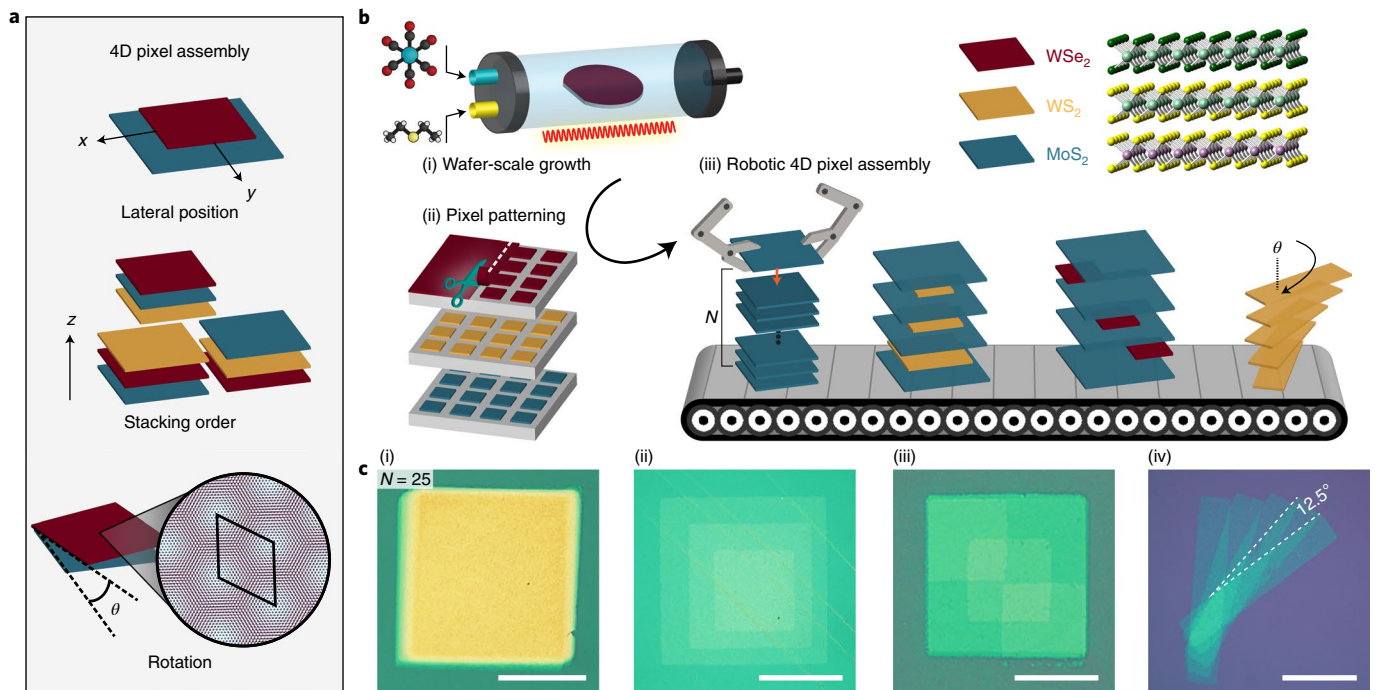 a
4D pixel assembly
x
y
Lateral position
z
Stacking order
θ
Rotation
b
(i) Wafer-scale growth
(ii) Pixel patterning
(iii) Robotic 4D pixel assembly
WSe₂
WS₂
MoS₂
N
θ
c
(i)
N = 25
(ii)
(iii)
(iv)
12.5°